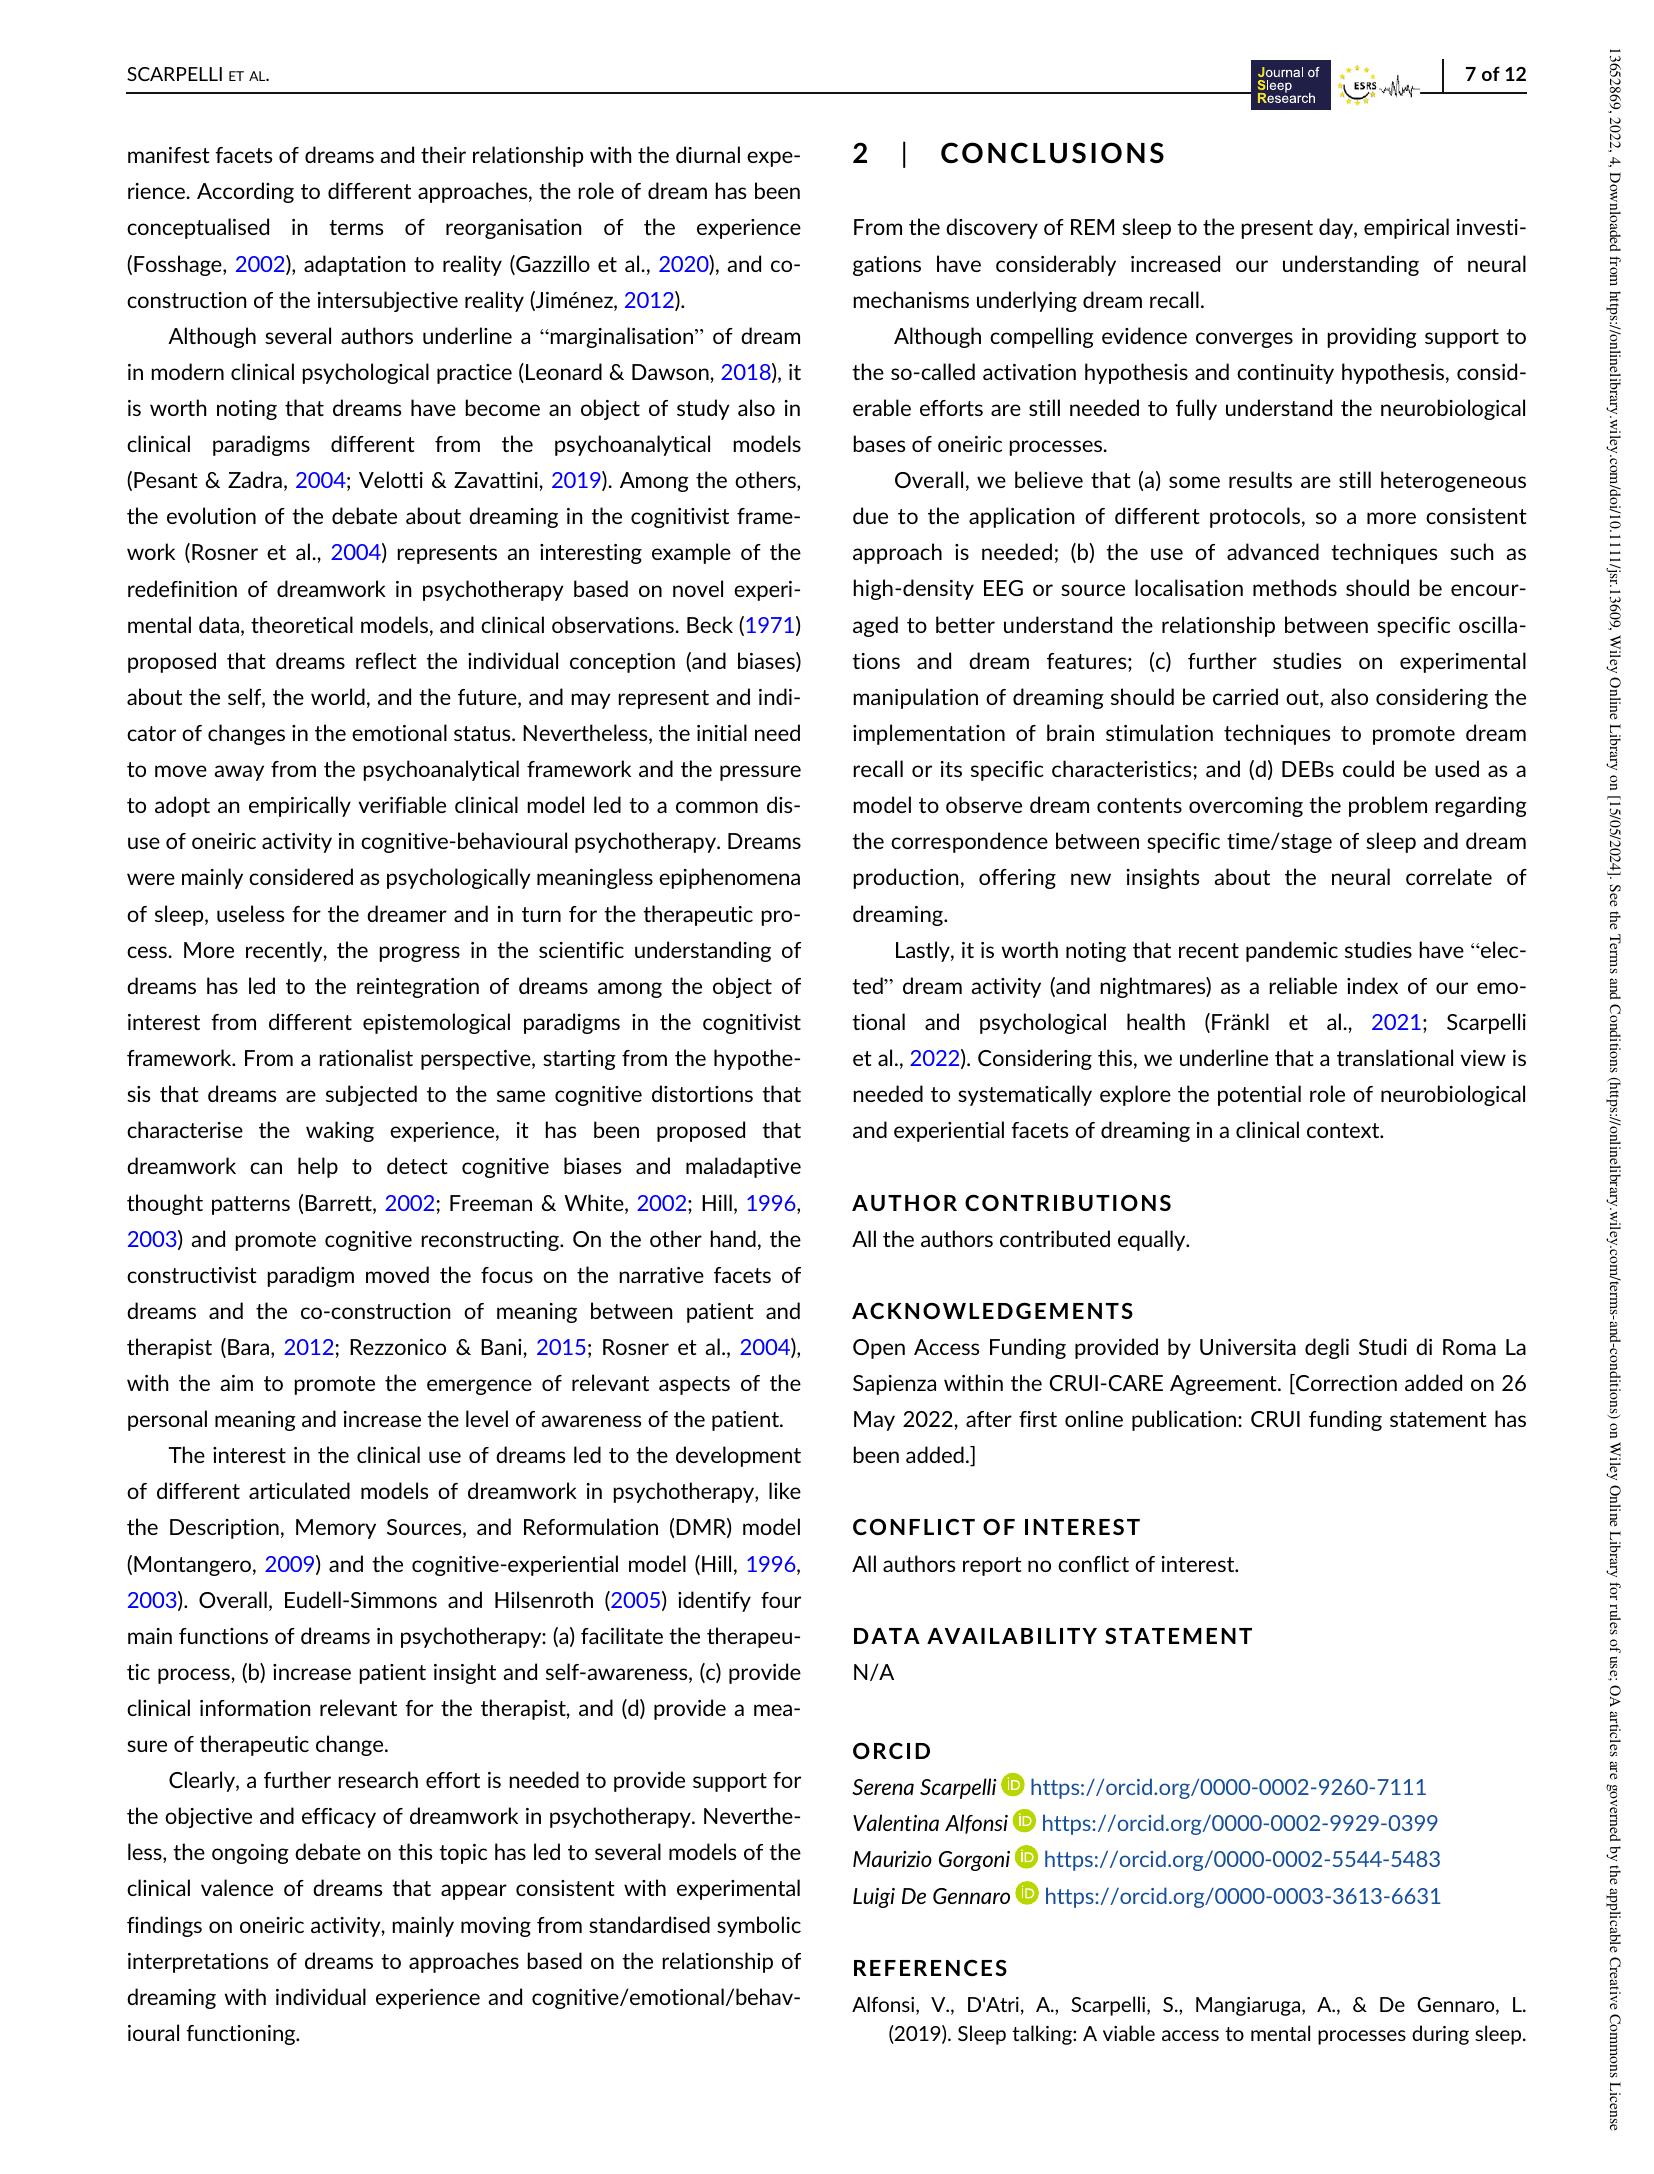 SCARPELLI ET AL.
Journal of
Sleep
Research
ESRS
7 of 12
manifest facets of dreams and their relationship with the diurnal expe-
rience. According to different approaches, the role of dream has been
conceptualised in terms of reorganisation of the experience
(Fosshage, 2002), adaptation to reality (Gazzillo et al., 2020), and co-
construction of the intersubjective reality (Jiménez, 2012).
Although several authors underline a “marginalisation” of dream
in modern clinical psychological practice (Leonard & Dawson, 2018), it
is worth noting that dreams have become an object of study also in
clinical paradigms different from the psychoanalytical models
(Pesant & Zadra, 2004; Velotti & Zavattini, 2019). Among the others,
the evolution of the debate about dreaming in the cognitivist frame-
work (Rosner et al., 2004) represents an interesting example of the
redefinition of dreamwork in psychotherapy based on novel experi-
mental data, theoretical models, and clinical observations. Beck (1971)
proposed that dreams reflect the individual conception (and biases)
about the self, the world, and the future, and may represent and indi-
cator of changes in the emotional status. Nevertheless, the initial need
to move away from the psychoanalytical framework and the pressure
to adopt an empirically verifiable clinical model led to a common dis-
use of oneiric activity in cognitive-behavioural psychotherapy. Dreams
were mainly considered as psychologically meaningless epiphenomena
of sleep, useless for the dreamer and in turn for the therapeutic pro-
cess. More recently, the progress in the scientific understanding of
dreams has led to the reintegration of dreams among the object of
interest from different epistemological paradigms in the cognitivist
framework. From a rationalist perspective, starting from the hypothe-
sis that dreams are subjected to the same cognitive distortions that
characterise the waking experience, it has been proposed that
dreamwork can help to detect cognitive biases and maladaptive
thought patterns (Barrett, 2002; Freeman & White, 2002; Hill, 1996,
2003) and promote cognitive reconstructing. On the other hand, the
constructivist paradigm moved the focus on the narrative facets of
dreams and the co-construction of meaning between patient and
therapist (Bara, 2012; Rezzonico & Bani, 2015; Rosner et al., 2004),
with the aim to promote the emergence of relevant aspects of the
personal meaning and increase the level of awareness of the patient.
The interest in the clinical use of dreams led to the development
of different articulated models of dreamwork in psychotherapy, like
the Description, Memory Sources, and Reformulation (DMR) model
(Montangero, 2009) and the cognitive-experiential model (Hill, 1996,
2003). Overall, Eudell-Simmons and Hilsenroth (2005) identify four
main functions of dreams in psychotherapy: (a) facilitate the therapeu-
tic process, (b) increase patient insight and self-awareness, (c) provide
clinical information relevant for the therapist, and (d) provide a mea-
sure of therapeutic change.
Clearly, a further research effort is needed to provide support for
the objective and efficacy of dreamwork in psychotherapy. Neverthe-
less, the ongoing debate on this topic has led to several models of the
clinical valence of dreams that appear consistent with experimental
findings on oneiric activity, mainly moving from standardised symbolic
interpretations of dreams to approaches based on the relationship of
dreaming with individual experience and cognitive/emotional/behav-
ioural functioning.
2 | CONCLUSIONS
From the discovery of REM sleep to the present day, empirical investi-
gations have considerably increased our understanding of neural
mechanisms underlying dream recall.
Although compelling evidence converges in providing support to
the so-called activation hypothesis and continuity hypothesis, consid-
erable efforts are still needed to fully understand the neurobiological
bases of oneiric processes.
Overall, we believe that (a) some results are still heterogeneous
due to the application of different protocols, so a more consistent
approach is needed; (b) the use of advanced techniques such as
high-density EEG or source localisation methods should be encour-
aged to better understand the relationship between specific oscilla-
tions and dream features; (c) further studies on experimental
manipulation of dreaming should be carried out, also considering the
implementation of brain stimulation techniques to promote dream
recall or its specific characteristics; and (d) DEBs could be used as a
model to observe dream contents overcoming the problem regarding
the correspondence between specific time/stage of sleep and dream
production, offering new insights about the neural correlate of
dreaming.
Lastly, it is worth noting that recent pandemic studies have “elec-
ted” dream activity (and nightmares) as a reliable index of our emo-
tional and psychological health (Fränkl et al., 2021; Scarpelli
et al., 2022). Considering this, we underline that a translational view is
needed to systematically explore the potential role of neurobiological
and experiential facets of dreaming in a clinical context.
AUTHOR CONTRIBUTIONS
All the authors contributed equally.
ACKNOWLEDGEMENTS
Open Access Funding provided by Universita degli Studi di Roma La
Sapienza within the CRUI-CARE Agreement. [Correction added on 26
May 2022, after first online publication: CRUI funding statement has
been added.]
CONFLICT OF INTEREST
All authors report no conflict of interest.
DATA AVAILABILITY STATEMENT
N/A
ORCID
Serena Scarpelli iD https://orcid.org/0000-0002-9260-7111
Valentina Alfonsi iD https://orcid.org/0000-0002-9929-0399
Maurizio Gorgoni iD https://orcid.org/0000-0002-5544-5483
Luigi De Gennaro iD https://orcid.org/0000-0003-3613-6631
REFERENCES
Alfonsi, V., D'Atri, A., Scarpelli, S., Mangiaruga, A., & De Gennaro, L.
(2019). Sleep talking: A viable access to mental processes during sleep.
13652869, 2022, 4, Downloaded from https://onlinelibrary.wiley.com/doi/10.1111/jsr.13609, Wiley Online Library on [15/05/2024]. See the Terms and Conditions (https://onlinelibrary.wiley.com/terms-and-conditions) on Wiley Online Library for rules of use; OA articles are governed by the applicable Creative Commons License